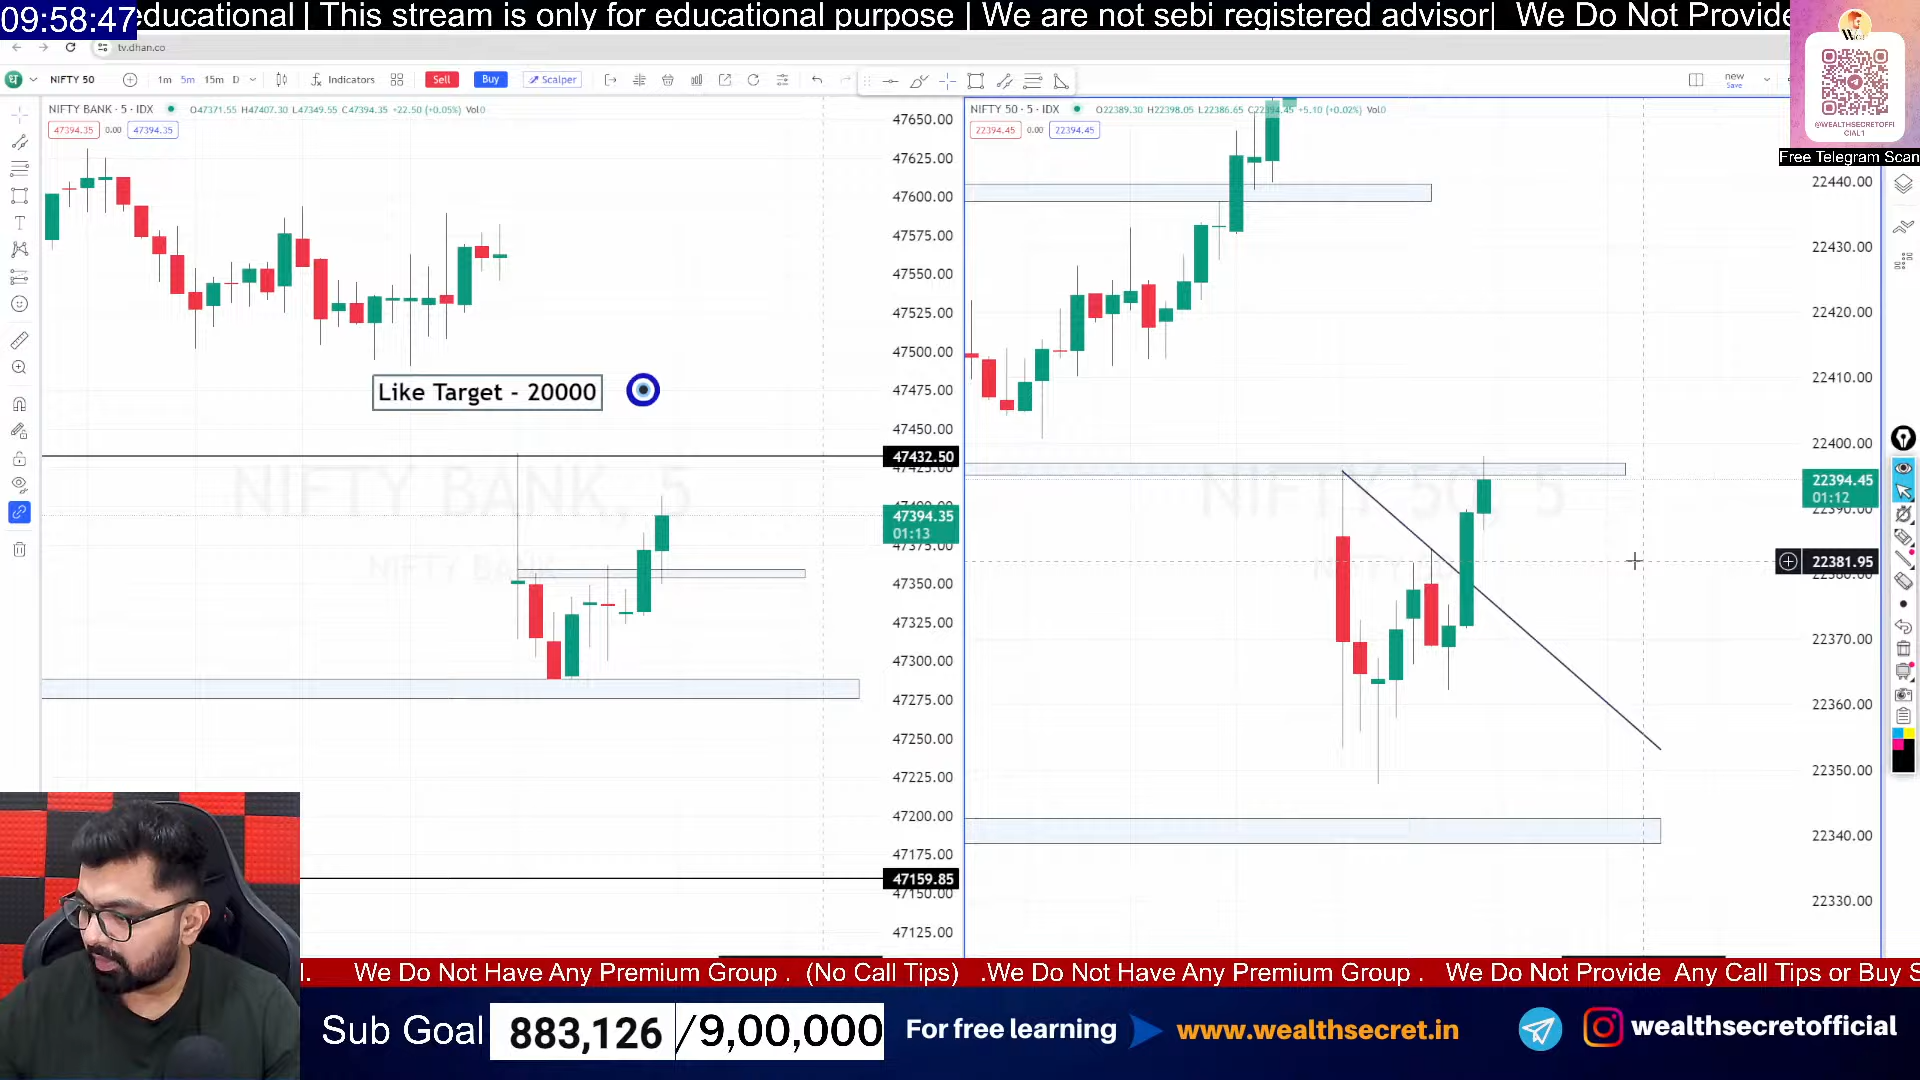 09:58:47
educational | This stream is only for educational purpose | We are not sebi registered advisor| We Do Not Provide
tv.dhan.co
NIFTY 50
1m 5m 15m D
Indicators
Sell
Buy
Scalper
new
Save
@WEALTHSECRETOFFI
CIAL1
Free Telegram Scan
NIFTY BANK · 5 · IDX
O47371.55 H47407.30 L47349.55 C47394.35 +22.50 (+0.05%) Vol0
47394.35 0.00 47394.35
NIFTY 50 · 5 · IDX
O22389.30 H22398.05 L22386.65 C22394.45 +5.10 (+0.02%) Vol0
22394.45 0.00 22394.45
47650.00
47625.00
47600.00
47575.00
47550.00
47525.00
47500.00
47475.00
47450.00
47432.50
47425.00
47400.00
47394.35
01:13
47375.00
47350.00
47325.00
47300.00
47275.00
47250.00
47225.00
47200.00
47175.00
47159.85
47150.00
47125.00
Like Target - 20000
NIFTY BANK, 5
NIFTY BANK
NIFTY 50, 5
NIFTY 50
22440.00
22430.00
22420.00
22410.00
22400.00
22394.45
01:12
22390.00
22381.95
22380.00
22370.00
22360.00
22350.00
22340.00
22330.00
l. We Do Not Have Any Premium Group . (No Call Tips) .We Do Not Have Any Premium Group . We Do Not Provide Any Call Tips or Buy S
Sub Goal 883,126 /9,00,000
For free learning www.wealthsecret.in
wealthsecretofficial